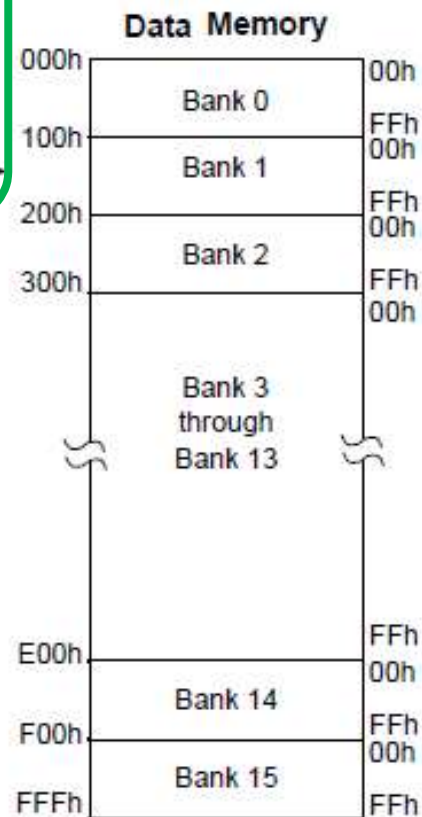 Data Memory
000h
00h
Bank 0
FFh
100h
00h
Bank 1
FFh
200h
00h
Bank 2
FFh
300h
00h
Bank 3
through
Bank 13
FFh
E00h
00h
Bank 14
FFh
F00h
00h
Bank 15
FFFh
FFh